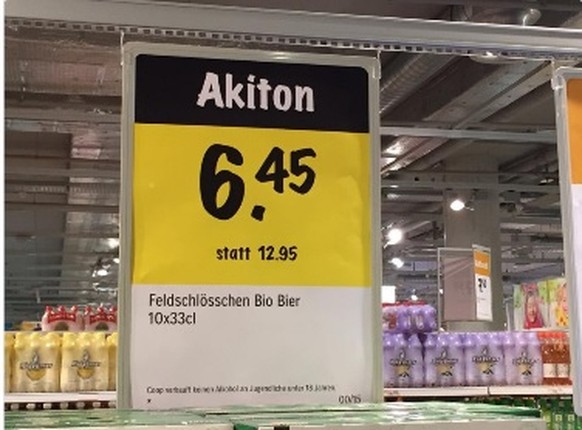 Akiton
6.45
statt 12.95
Feldschlösschen Bio Bier
10x33cl
Coop verkauft keinen Alkohol an Jugendliche unter 18 Jahren.